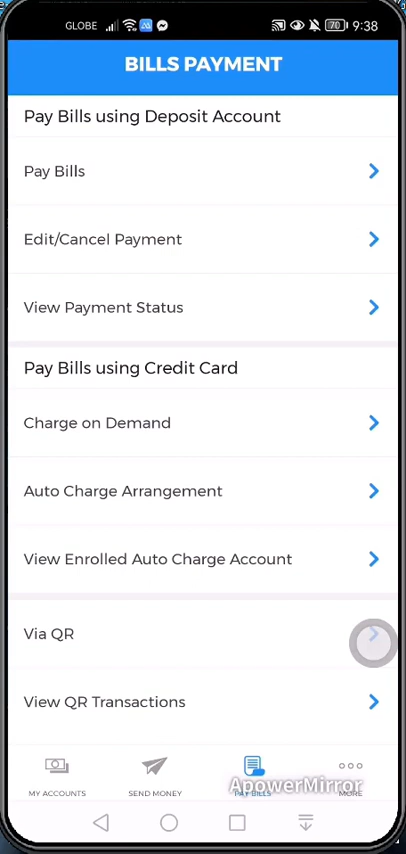 GLOBE 70 9:38
BILLS PAYMENT
Pay Bills using Deposit Account
Pay Bills
Edit/Cancel Payment
View Payment Status
Pay Bills using Credit Card
Charge on Demand
Auto Charge Arrangement
View Enrolled Auto Charge Account
Via QR
View QR Transactions
MY ACCOUNTS SEND MONEY PAY BILLS MORE
ApowerMirror